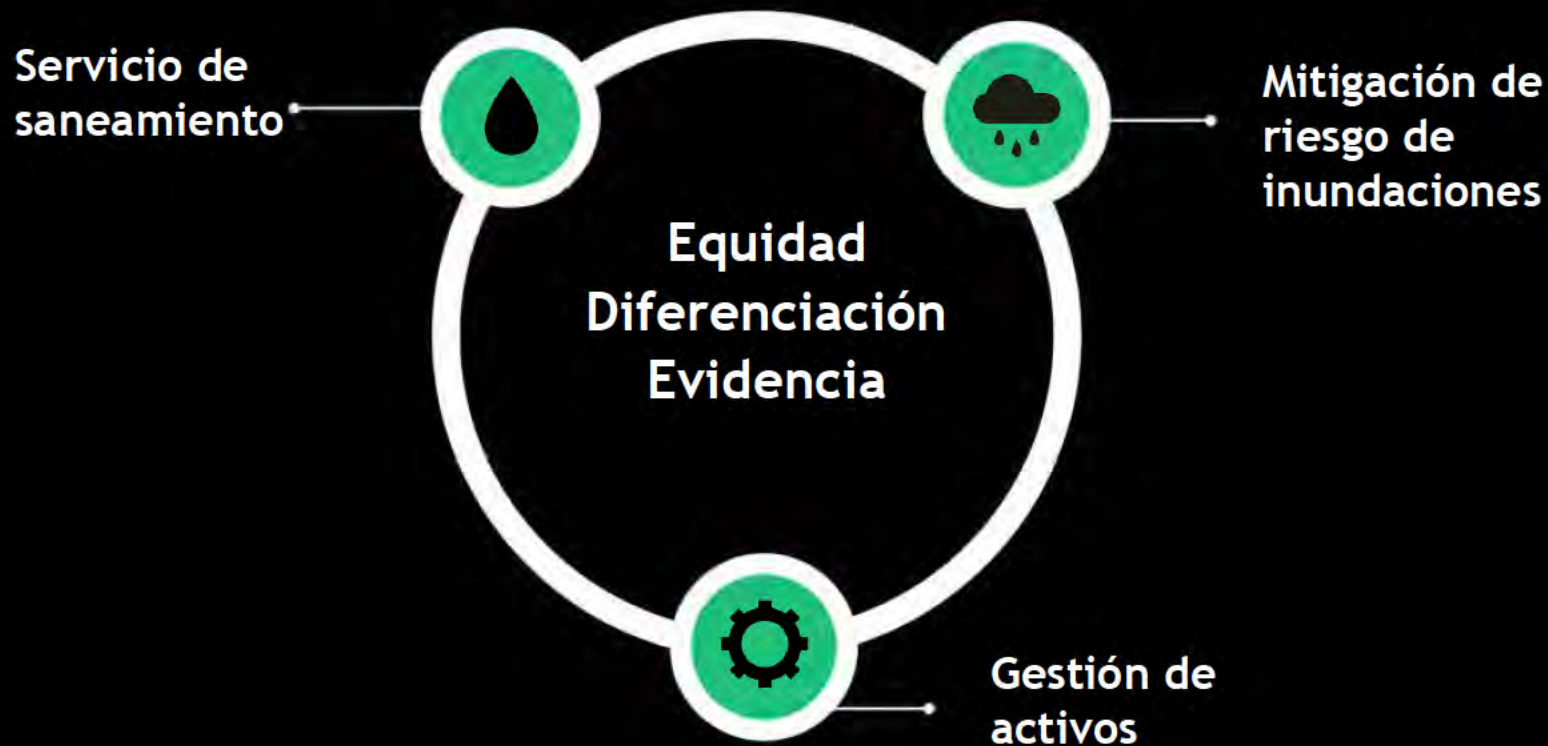 Servicio de
saneamiento
Mitigación de
riesgo de
inundaciones
Equidad
Diferenciación
Evidencia
Gestión de
activos